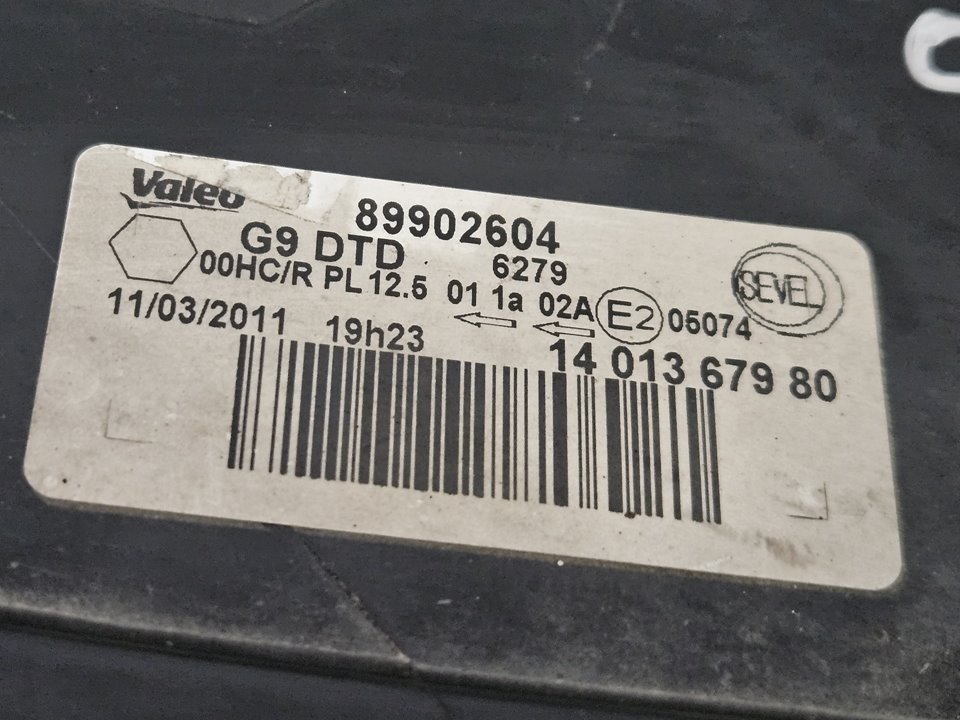 Valeo
89902604
G9 DTD
6279
00HC/R PL 12.5 01 1a 02A E2 05074
SEVEL
11/03/2011 19h23
14 013 679 80